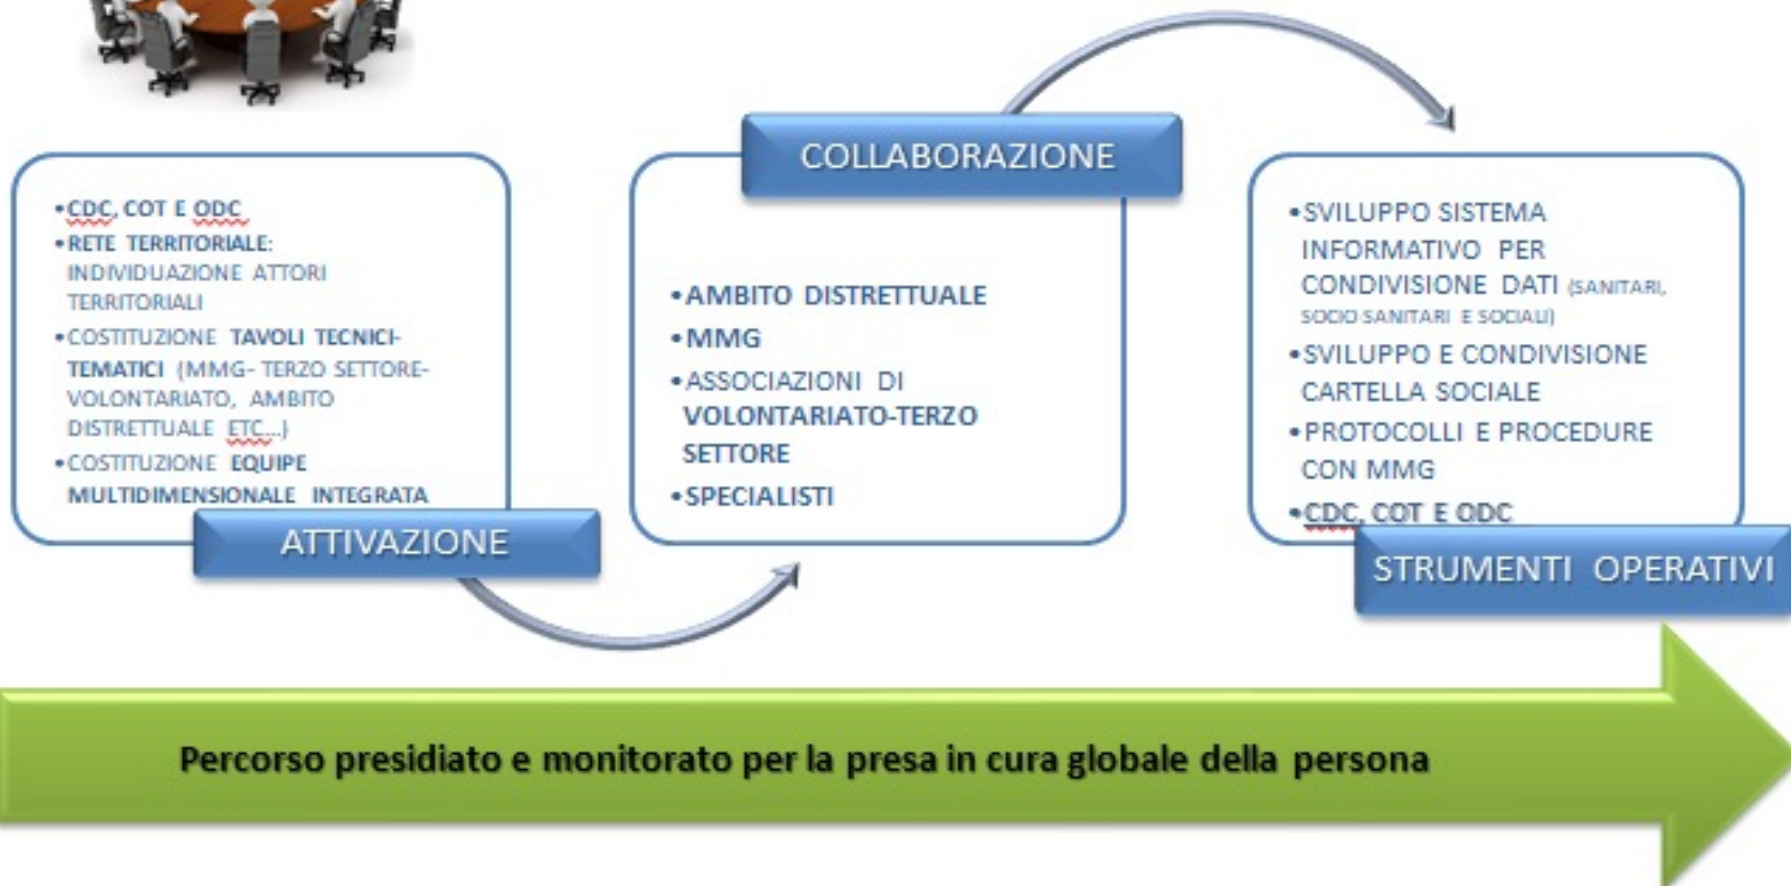 •CDC, COT E ODC
•RETE TERRITORIALE:
INDIVIDUAZIONE ATTORI
TERRITORIALI
•COSTITUZIONE TAVOLI TECNICI-
TEMATICI (MMG- TERZO SETTORE-
VOLONTARIATO, AMBITO
DISTRETTUALE ETC...)
•COSTITUZIONE EQUIPE
MULTIDIMENSIONALE INTEGRATA
ATTIVAZIONE
COLLABORAZIONE
•AMBITO DISTRETTUALE
•MMG
•ASSOCIAZIONI DI
VOLONTARIATO-TERZO
SETTORE
•SPECIALISTI
•SVILUPPO SISTEMA
INFORMATIVO PER
CONDIVISIONE DATI (SANITARI,
SOCIO SANITARI E SOCIALI)
•SVILUPPO E CONDIVISIONE
CARTELLA SOCIALE
•PROTOCOLLI E PROCEDURE
CON MMG
•CDC, COT E ODC
STRUMENTI OPERATIVI
Percorso presidiato e monitorato per la presa in cura globale della persona